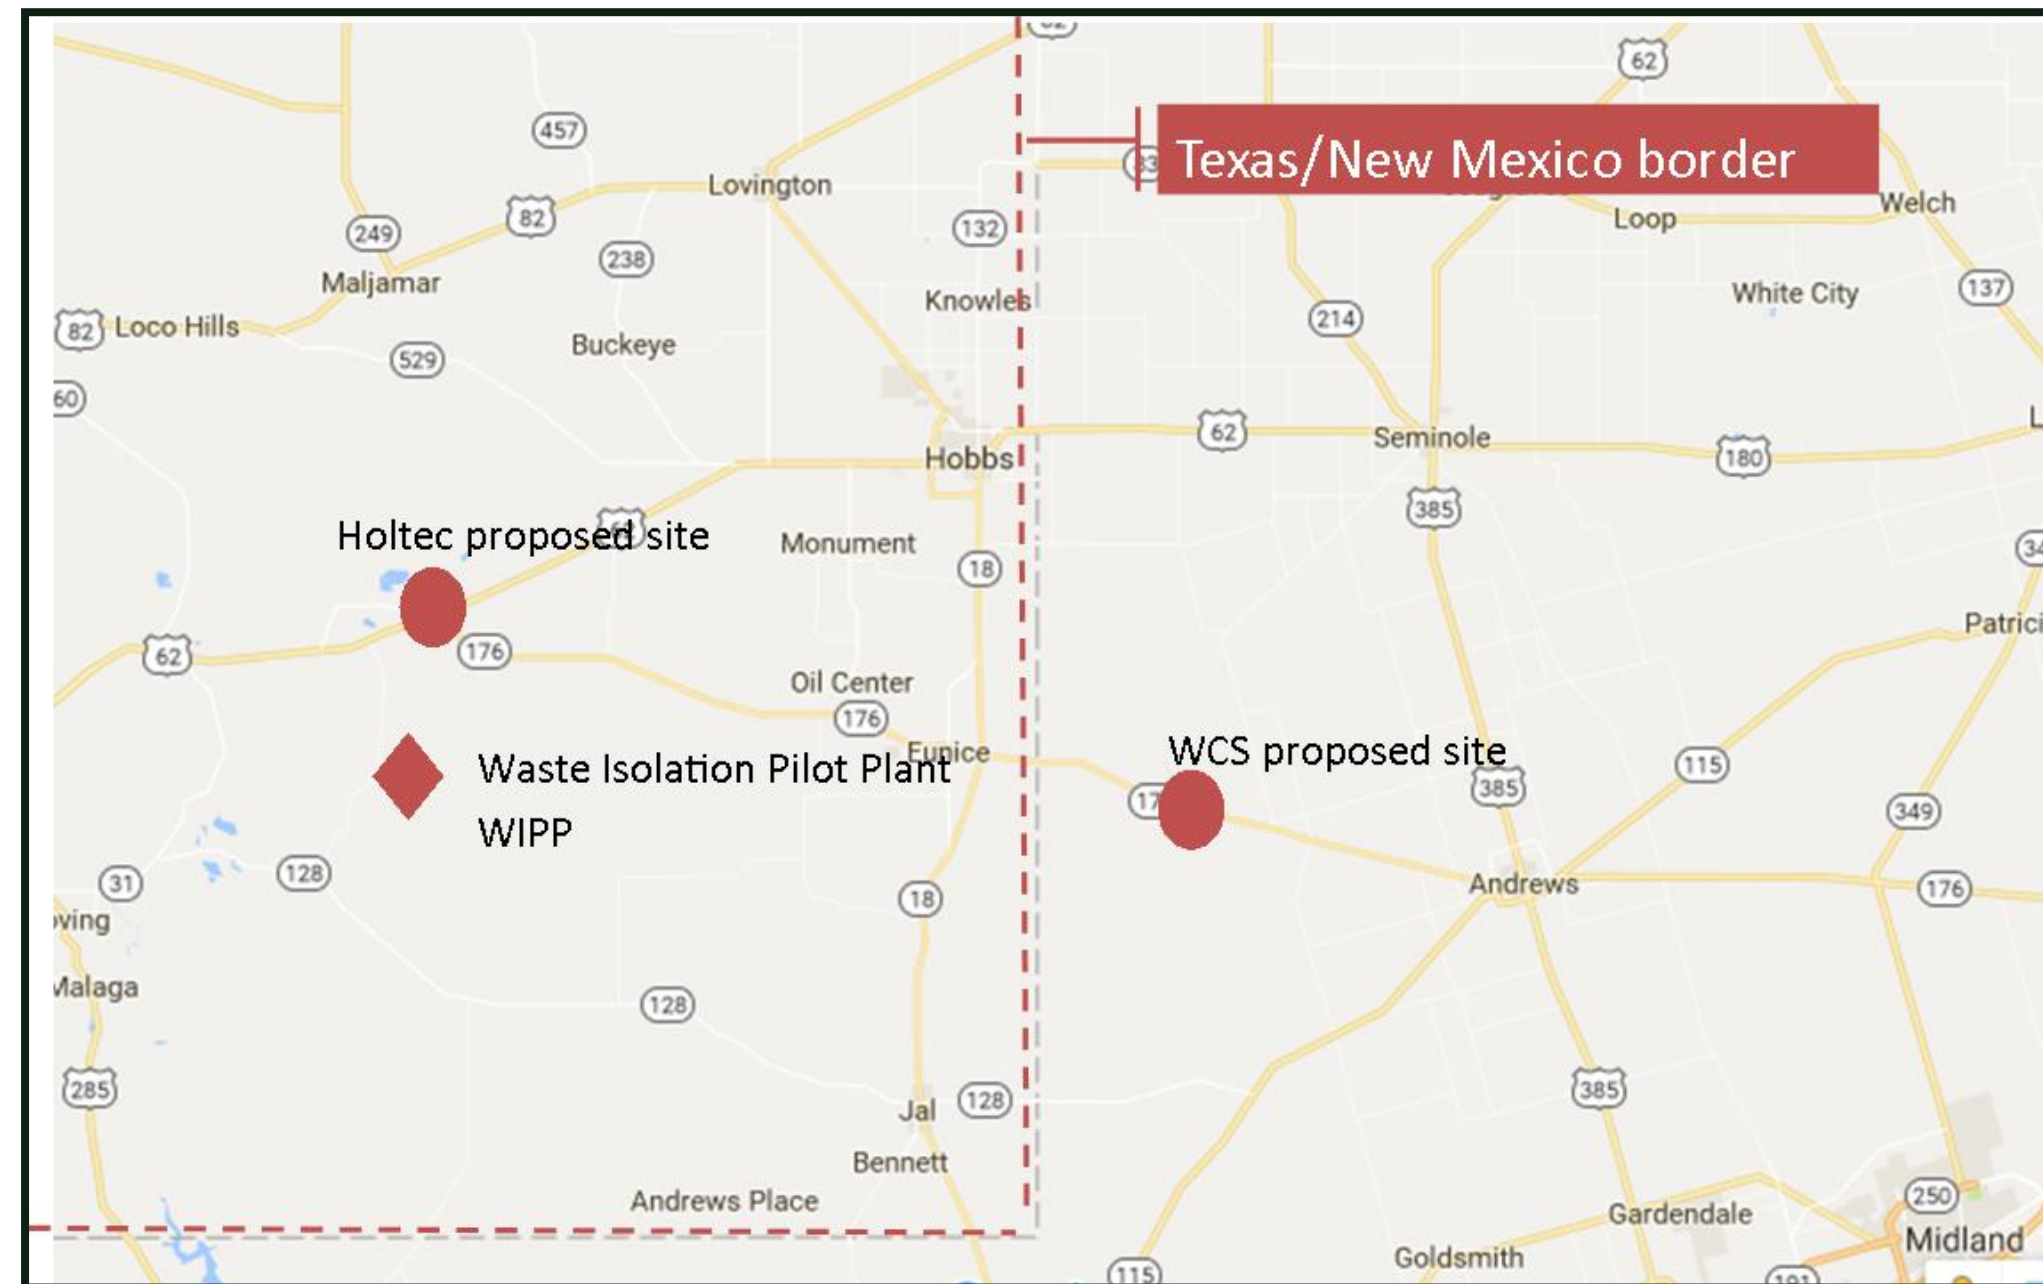 62
457
Texas/New Mexico border
Lovington
Welch
82
Loop
249
132
238
Maljamar
137
White City
Knowles
214
82
Loco Hills
Buckeye
529
60
62
Seminole
180
Hobbs
385
Holtec proposed site
Monument
18
Patrici
176
62
Oil Center
176
WCS proposed site
Eunice
115
Waste Isolation Pilot Plant
385
349
WIPP
128
31
Andrews
176
18
Malaga
128
285
385
128
Jal
Bennett
Andrews Place
250
Gardendale
Midland
Goldsmith
115
191